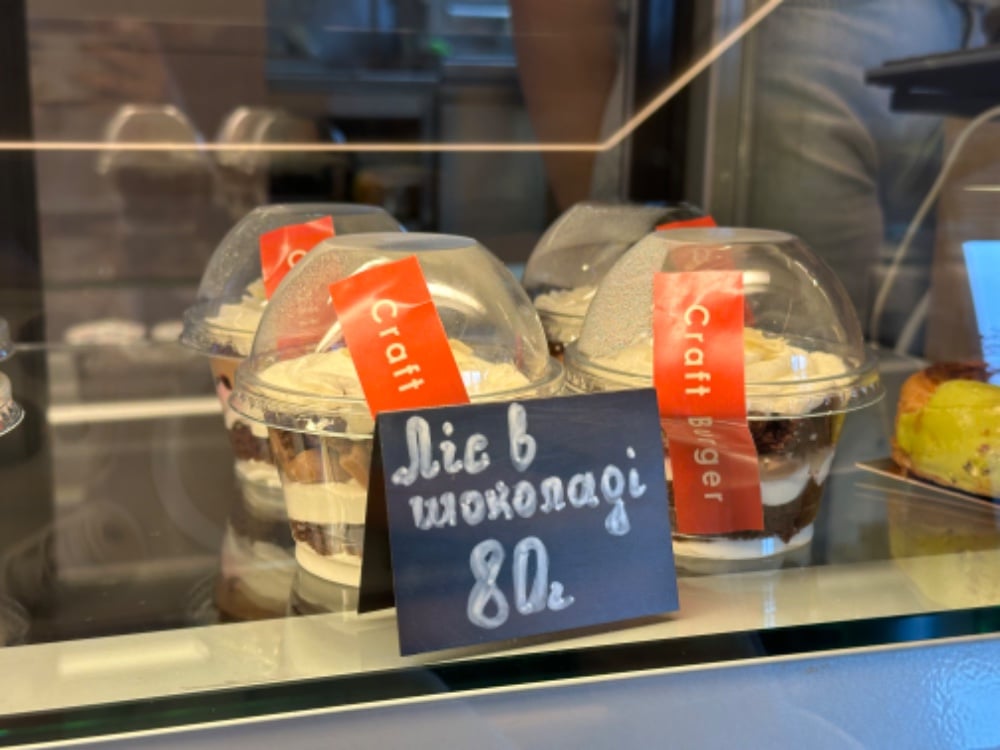 Craft
Craft Burger
Ліс в
шоколаді
80г